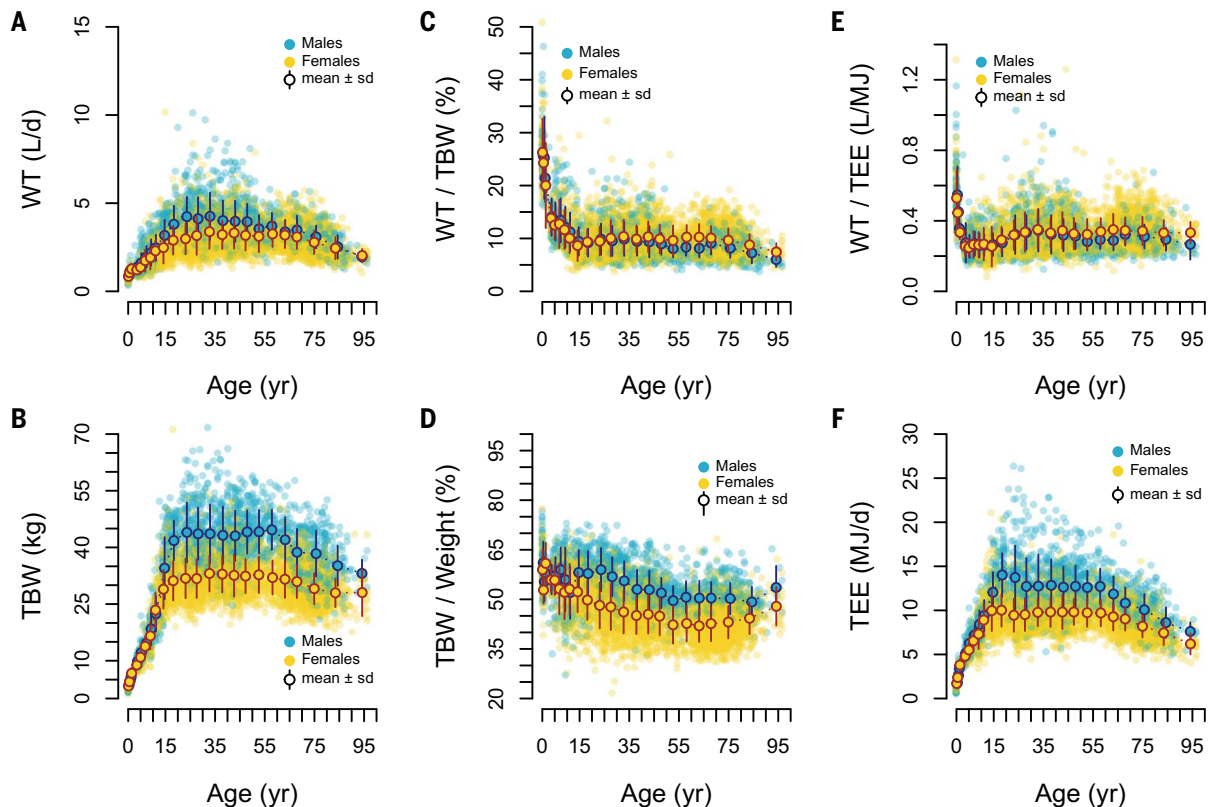 A
WT (L/d)
15
10
5
0
Males
Females
mean ± sd
0 15 35 55 75 95
Age (yr)
C
WT / TBW (%)
50
40
30
20
10
0
Males
Females
mean ± sd
0 15 35 55 75 95
Age (yr)
E
WT / TEE (L/MJ)
1.2
0.8
0.4
0.0
Males
Females
mean ± sd
0 15 35 55 75 95
Age (yr)
B
TBW (kg)
70
55
40
25
10
0
Males
Females
mean ± sd
0 15 35 55 75 95
Age (yr)
D
TBW / Weight (%)
95
80
65
50
35
20
Males
Females
mean ± sd
0 15 35 55 75 95
Age (yr)
F
TEE (MJ/d)
30
25
20
15
10
5
0
Males
Females
mean ± sd
0 15 35 55 75 95
Age (yr)